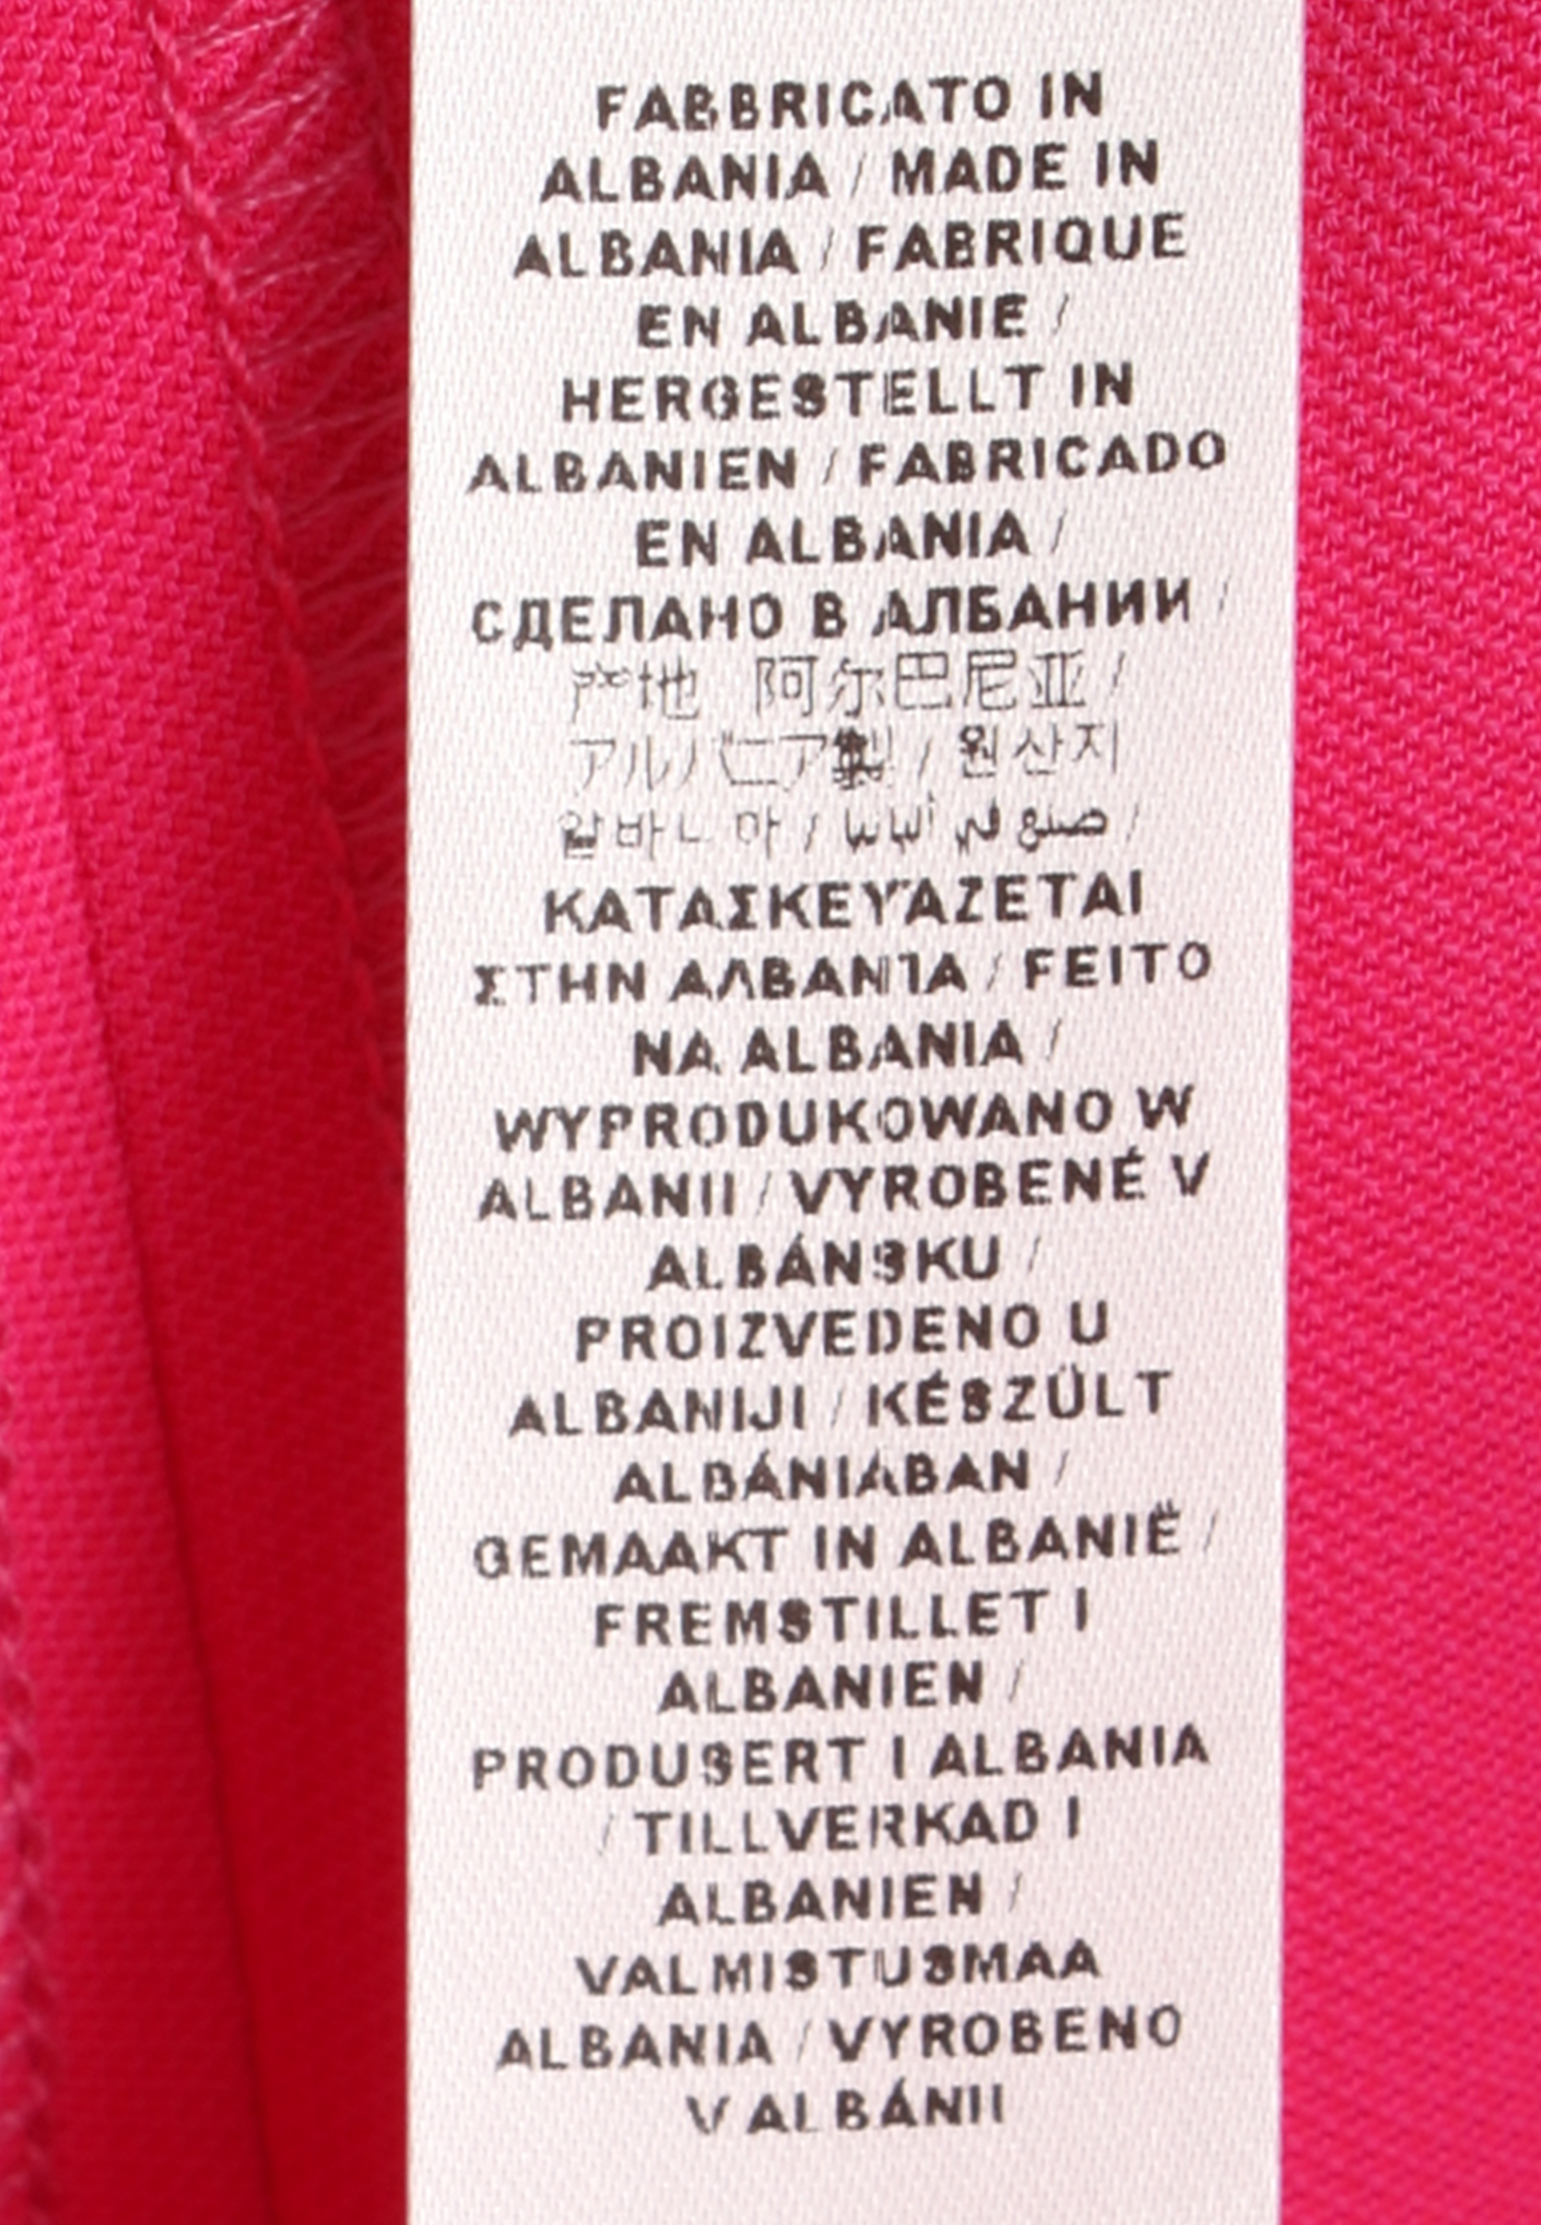 FABBRICATO IN
ALBANIA / MADE IN
ALBANIA / FABRIQUE
EN ALBANIE /
HERGESTELLT IN
ALBANIEN / FABRICADO
EN ALBANIA /
СДЕЛАНО В АЛБАНИИ /
产地 阿尔巴尼亚 /
アルバニア製 / 원산지
알바니아 / صنع في ألبانيا /
ΚΑΤΑΣΚΕΥΆΖΕΤΑΙ
ΣΤΗΝ ΑΛΒΑΝΊΑ / FEITO
NA ALBANIA /
WYPRODUKOWANO W
ALBANII / VYROBENÉ V
ALBÁNSKU /
PROIZVEDENO U
ALBANIJI / KÉSZÜLT
ALBÁNIÁBAN /
GEMAAKT IN ALBANIË /
FREMSTILLET I
ALBANIEN /
PRODUSERT I ALBANIA
/ TILLVERKAD I
ALBANIEN /
VALMISTUSMAA
ALBANIA / VYROBENO
V ALBÁNII